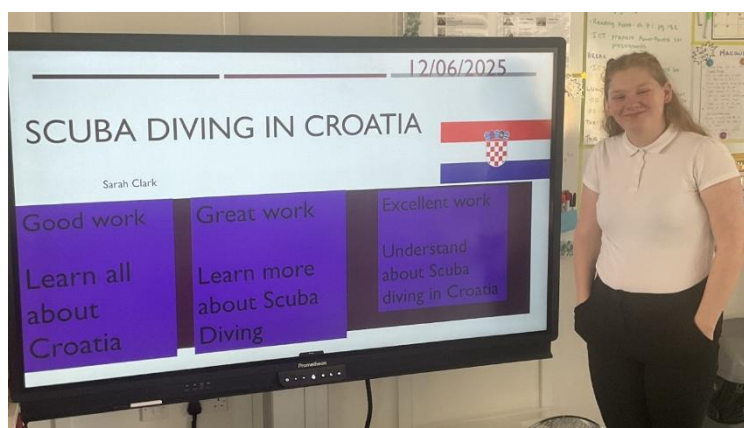 12/06/2025
SCUBA DIVING IN CROATIA
Sarah Clark
Good work
Learn all
about
Croatia
Great work
Learn more
about Scuba
Diving
Excellent work
Understand
about Scuba
diving in Croatia
Promethean